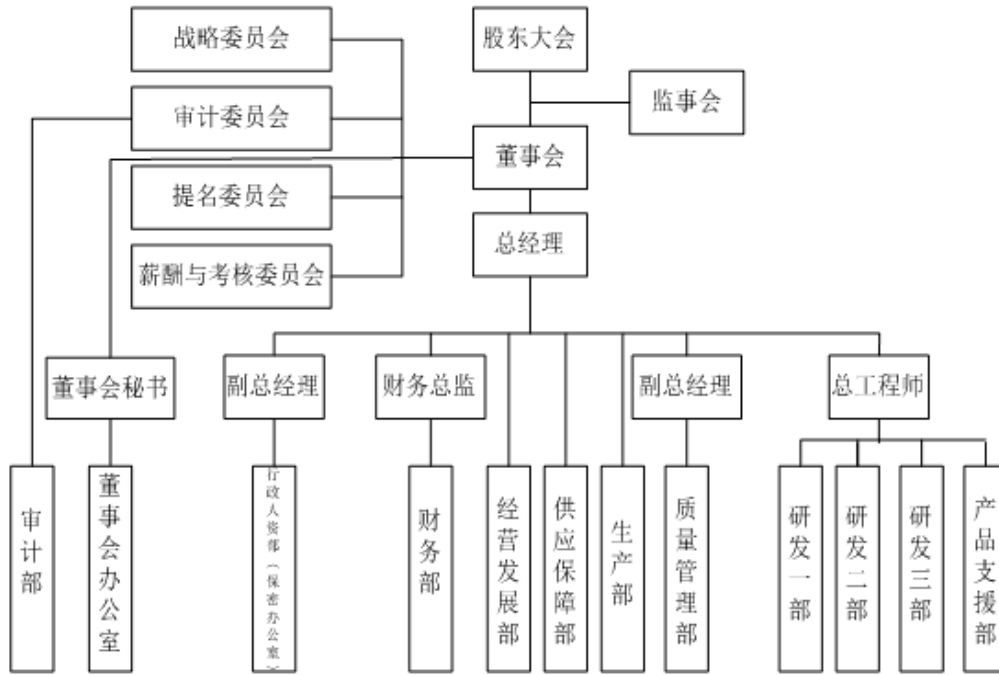 战略委员会
股东大会
审计委员会
监事会
董事会
提名委员会
总经理
薪酬与考核委员会
董事会秘书
副总经理
财务总监
副总经理
总工程师
审计部
董事会办公室
行政人资部（保密办公室）
财务部
经营发展部
供应保障部
生产部
质量管理部
研发一部
研发二部
研发三部
产品支援部